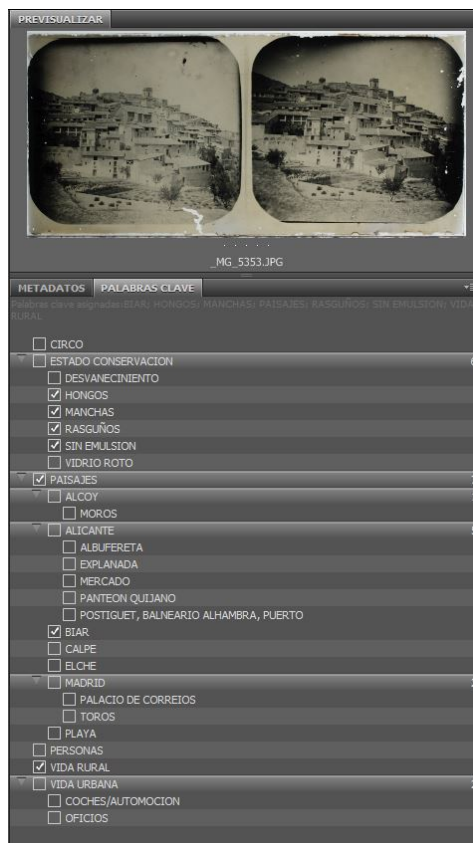 PREVISUALIZAR
_MG_5353.JPG
METADATOS PALABRAS CLAVE
Palabras clave asignadas:BIAR; HONGOS; MANCHAS; PAISAJES; RASGUÑOS; SIN EMULSION; VIDA
RURAL
CIRCO
ESTADO CONSERVACION
DESVANECINIENTO
HONGOS
MANCHAS
RASGUÑOS
SIN EMULSION
VIDRIO ROTO
PAISAJES
ALCOY
MOROS
ALICANTE
ALBUFERETA
EXPLANADA
MERCADO
PANTEON QUIJANO
POSTIGUET, BALNEARIO ALHAMBRA, PUERTO
BIAR
CALPE
ELCHE
MADRID
PALACIO DE CORREIOS
TOROS
PLAYA
PERSONAS
VIDA RURAL
VIDA URBANA
COCHES/AUTOMOCION
OFICIOS